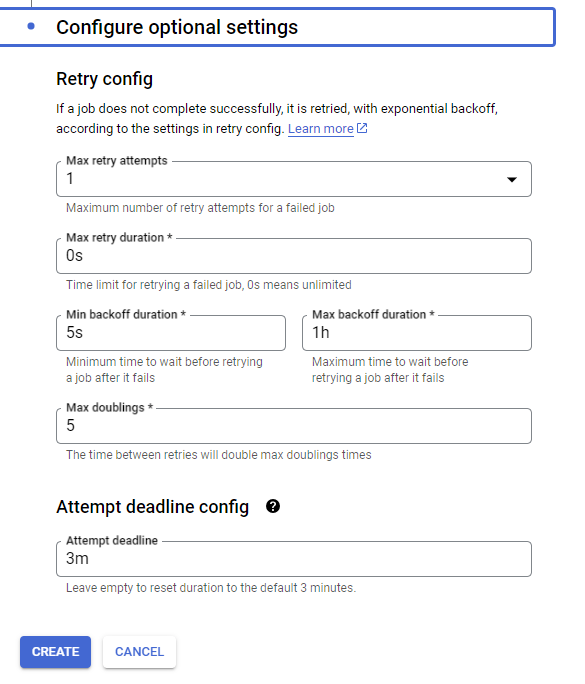 Configure optional settings
Retry config
If a job does not complete successfully, it is retried, with exponential backoff,
according to the settings in retry config. Learn more
Max retry attempts
1
Maximum number of retry attempts for a failed job
Max retry duration *
0s
Time limit for retrying a failed job, 0s means unlimited
Min backoff duration *
5s
Minimum time to wait before retrying
a job after it fails
Max backoff duration *
1h
Maximum time to wait before
retrying a job after it fails
Max doublings *
5
The time between retries will double max doublings times
Attempt deadline config ?
Attempt deadline
3m
Leave empty to reset duration to the default 3 minutes.
CREATE CANCEL